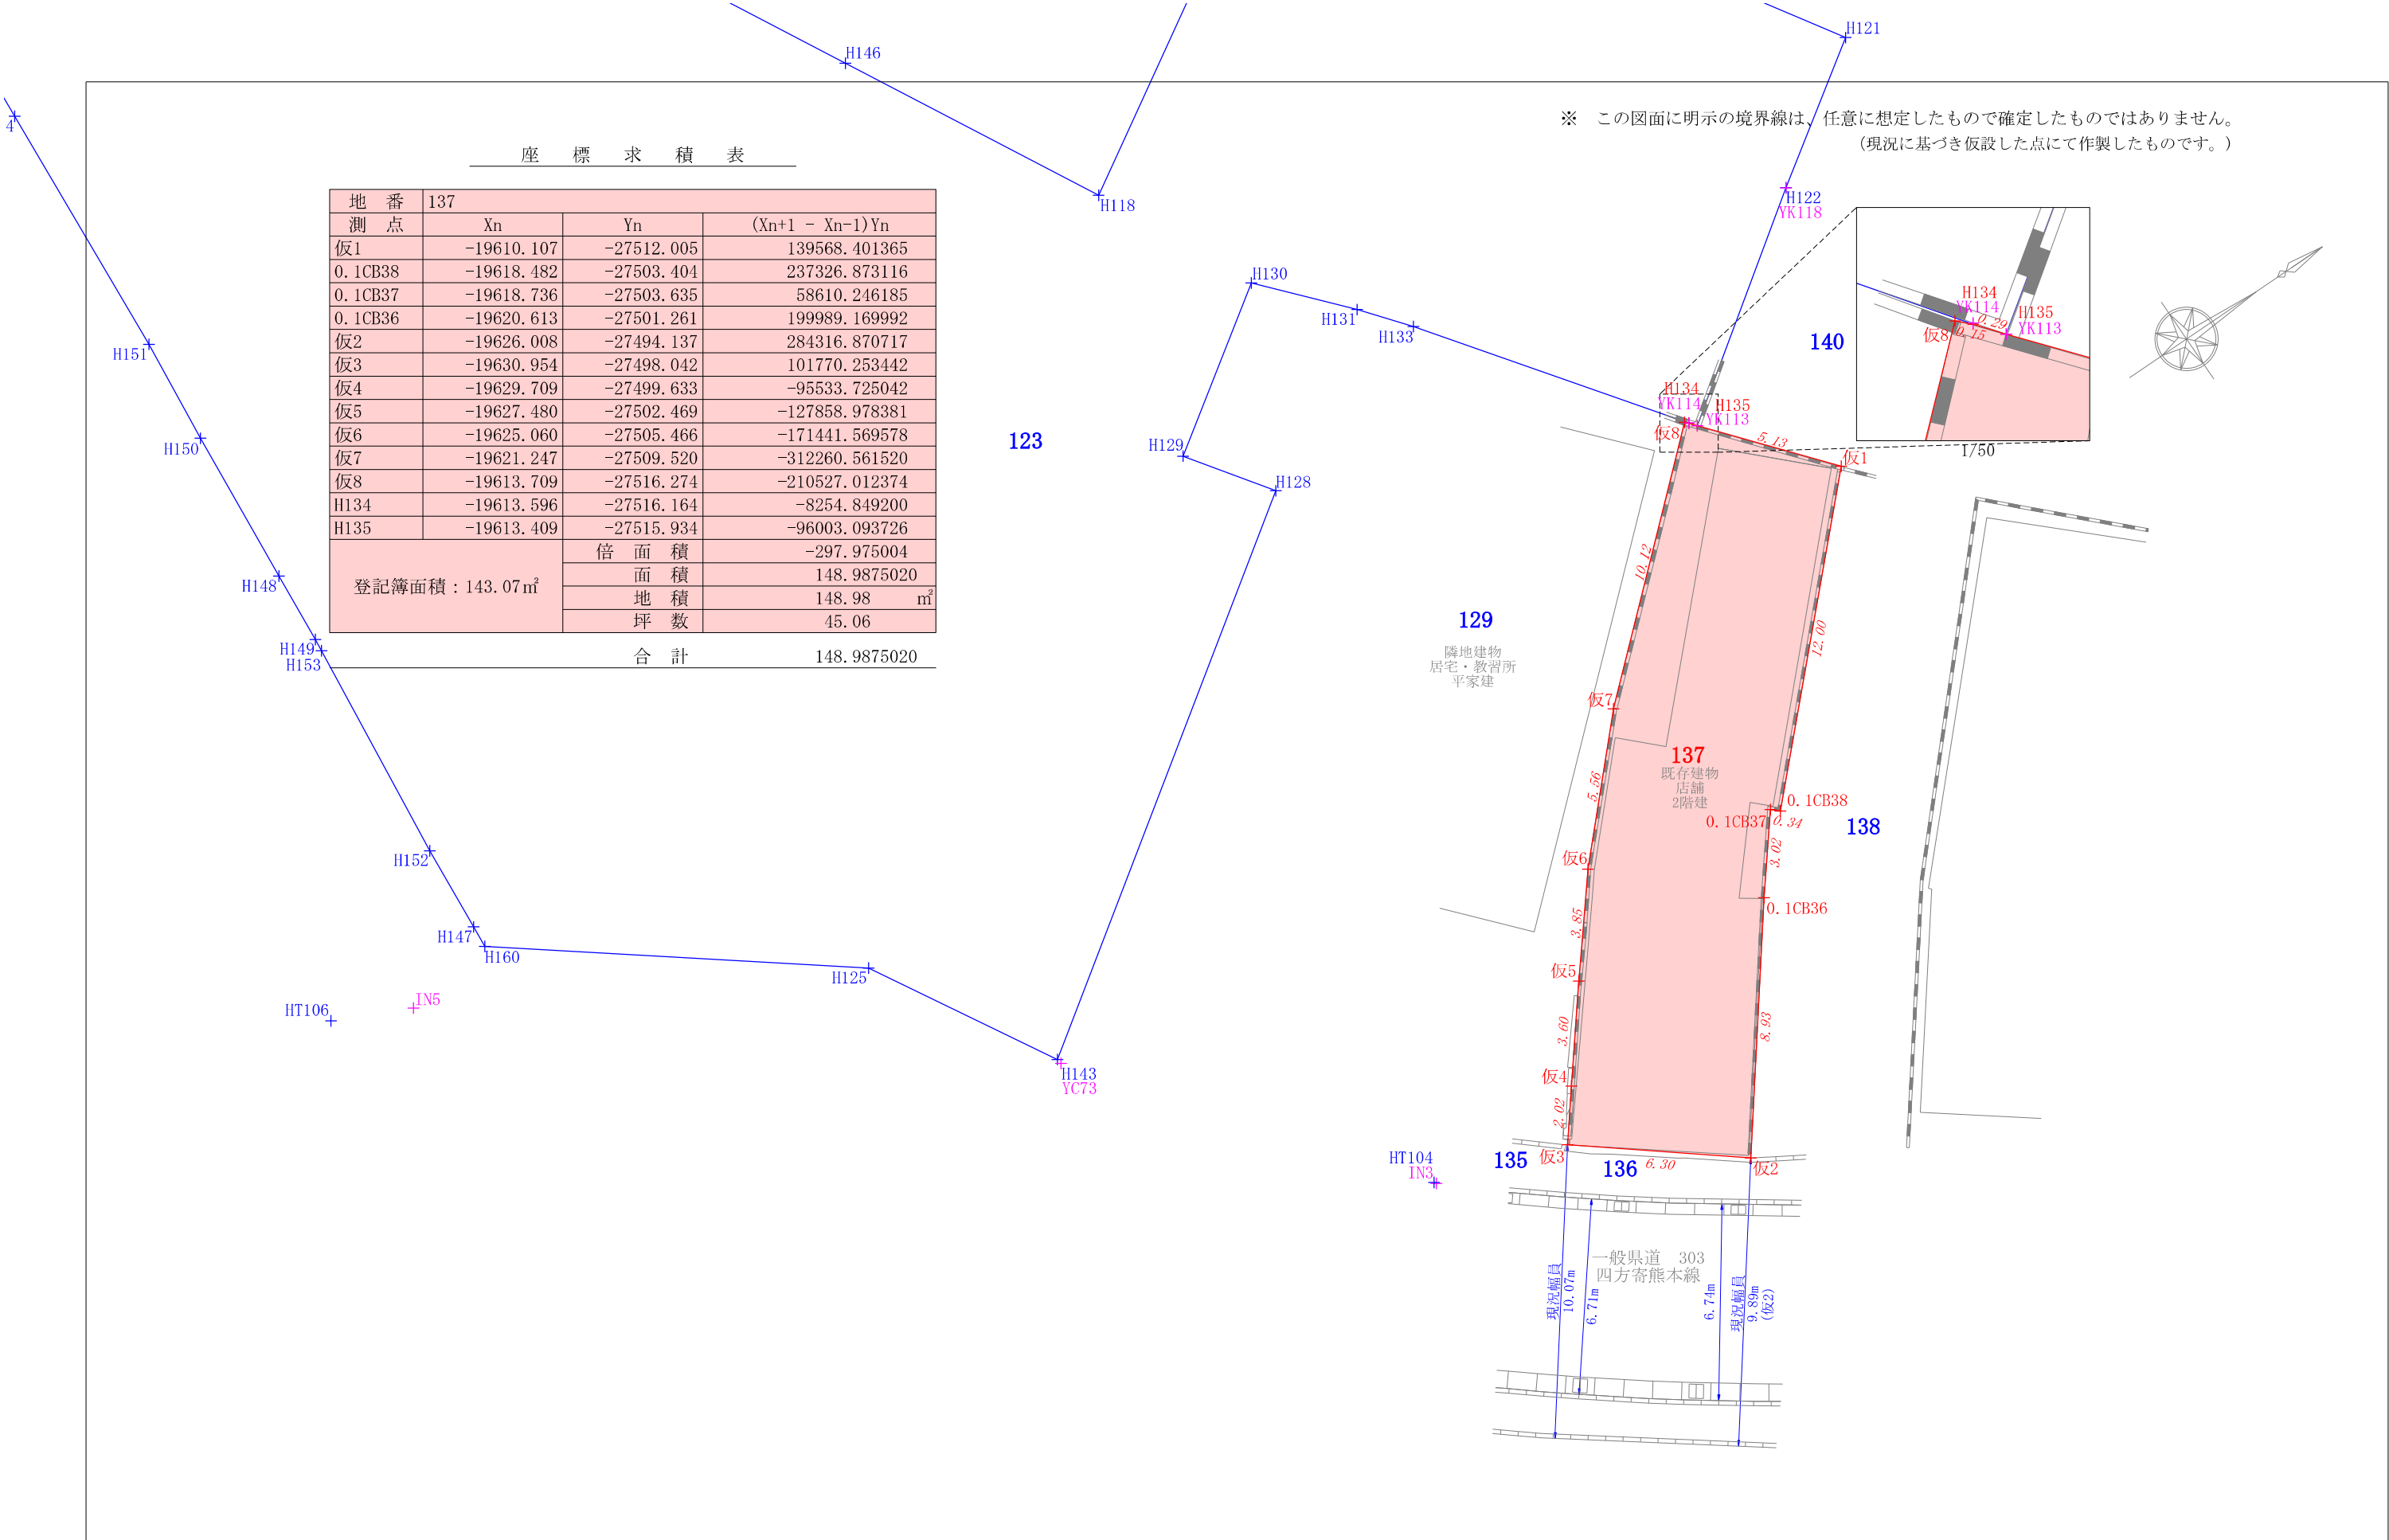 H121
H146
※　この図面に明示の境界線は、任意に想定したもので確定したものではありません。
（現況に基づき仮設した点にて作製したものです。）
4
座　標　求　積　表
地　番 137
測　点 Xn Yn (Xn+1 - Xn-1)Yn
仮1 -19610.107 -27512.005 139568.401365
0.1CB38 -19618.482 -27503.404 237326.873116
0.1CB37 -19618.736 -27503.635 58610.246185
0.1CB36 -19620.613 -27501.261 199989.169992
仮2 -19626.008 -27494.137 284316.870717
仮3 -19630.954 -27498.042 101770.253442
仮4 -19629.709 -27499.633 -95533.725042
仮5 -19627.480 -27502.469 -127858.978381
仮6 -19625.060 -27505.466 -171441.569578
仮7 -19621.247 -27509.520 -312260.561520
仮8 -19613.709 -27516.274 -210527.012374
H134 -19613.596 -27516.164 -8254.849200
H135 -19613.409 -27515.934 -96003.093726
登記簿面積：143.07㎡
倍　面　積 -297.975004
面　積 148.9875020
地　積 148.98 ㎡
坪　数 45.06
合　計 148.9875020
H118
H122
YK118
H130
H131
H133
H129
H128
123
140
H134
YK114
0.29
H135
YK113
仮8
0.15
1/50
H134
YK114
H135
YK113
仮8
5.13
仮1
H151
H150
H148
H149
H153
H152
H147
H160
H125
H143
YC73
HT106
IN5
129
隣地建物
居宅・教習所
平家建
10.12
12.00
仮7
137
既存建物
店舗
2階建
5.56
0.1CB38
0.1CB37
0.34
138
3.02
仮6
0.1CB36
3.85
仮5
8.93
3.60
仮4
2.02
仮3
6.30
仮2
135
136
HT104
IN3
一般県道　303
四方寄熊本線
現況幅員
10.07m
6.71m
6.74m
現況幅員
9.89m
(仮2)